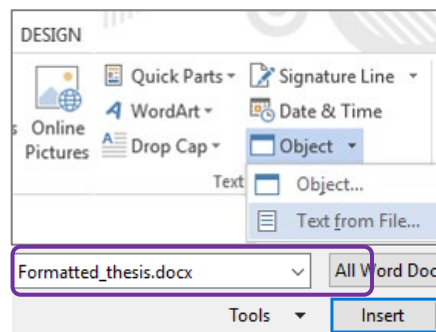 DESIGN
Quick Parts
Signature Line
WordArt
Date & Time
Online
Pictures
Drop Cap
Object
Text
Object...
Text from File...
Formatted_thesis.docx
All Word Doc
Tools
Insert